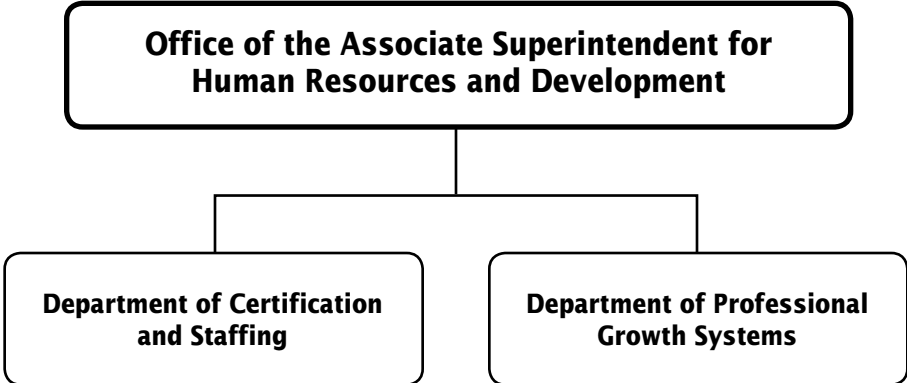 Office of the Associate Superintendent for
Human Resources and Development
Department of Certification
and Staffing
Department of Professional
Growth Systems